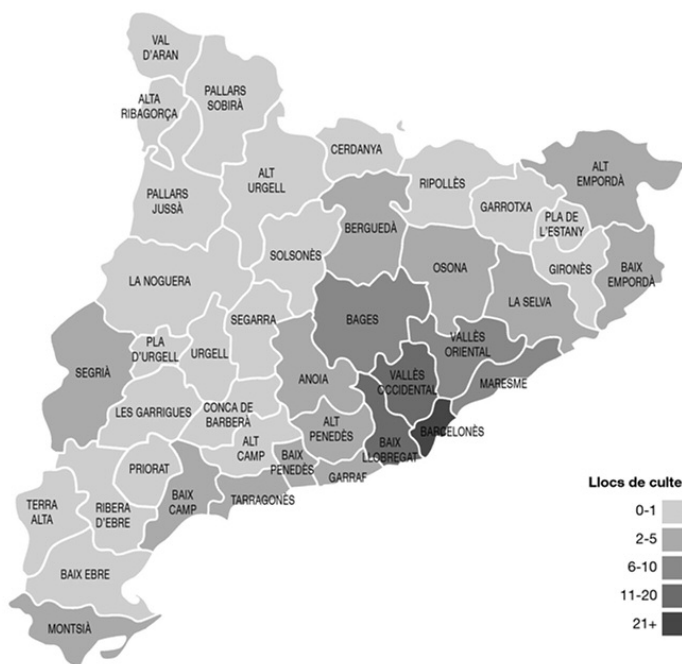 VAL
D'ARAN
PALLARS
SOBIRÀ
ALTA
RIBAGORÇA
CERDANYA
ALT
URGELL
RIPOLLÈS
ALT
EMPORDÀ
PALLARS
JUSSÀ
GARROTXA
PLA DE
L'ESTANY
BERGUEDÀ
SOLSONÈS
OSONA
GIRONÈS
BAIX
EMPORDÀ
LA NOGUERA
LA SELVA
SEGARRA
BAGES
VALLÈS
ORIENTAL
SEGRIÀ
PLA
D'URGELL
URGELL
ANOIA
VALLÈS
OCCIDENTAL
MARESME
LES GARRIGUES
CONCA DE
BARBERÀ
ALT
PENEDÈS
BARCELONÈS
ALT
CAMP
BAIX
LLOBREGAT
PRIORAT
BAIX
PENEDÈS
GARRAF
BAIX
CAMP
TARRAGONÈS
TERRA
ALTA
RIBERA
D'EBRE
BAIX EBRE
MONTSIÀ
Llocs de culte
0-1
2-5
6-10
11-20
21+